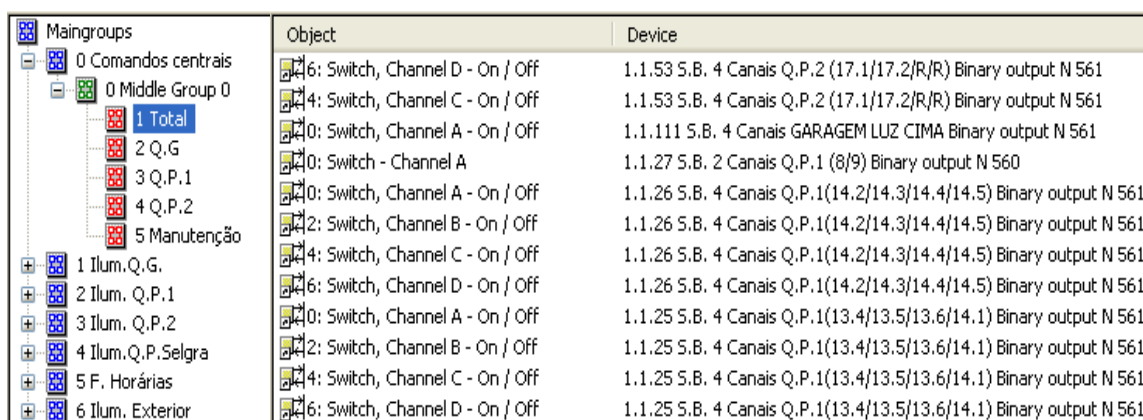 Maingroups
0 Comandos centrais
0 Middle Group 0
1 Total
2 Q.G
3 Q.P.1
4 Q.P.2
5 Manutenção
1 Ilum.Q.G.
2 Ilum. Q.P.1
3 Ilum. Q.P.2
4 Ilum.Q.P.Selgra
5 F. Horárias
6 Ilum. Exterior
Object Device
6: Switch, Channel D - On / Off 1.1.53 S.B. 4 Canais Q.P.2 (17.1/17.2/R/R) Binary output N 561
4: Switch, Channel C - On / Off 1.1.53 S.B. 4 Canais Q.P.2 (17.1/17.2/R/R) Binary output N 561
0: Switch, Channel A - On / Off 1.1.111 S.B. 4 Canais GARAGEM LUZ CIMA Binary output N 561
0: Switch - Channel A 1.1.27 S.B. 2 Canais Q.P.1 (8/9) Binary output N 560
0: Switch, Channel A - On / Off 1.1.26 S.B. 4 Canais Q.P.1(14.2/14.3/14.4/14.5) Binary output N 561
2: Switch, Channel B - On / Off 1.1.26 S.B. 4 Canais Q.P.1(14.2/14.3/14.4/14.5) Binary output N 561
4: Switch, Channel C - On / Off 1.1.26 S.B. 4 Canais Q.P.1(14.2/14.3/14.4/14.5) Binary output N 561
6: Switch, Channel D - On / Off 1.1.26 S.B. 4 Canais Q.P.1(14.2/14.3/14.4/14.5) Binary output N 561
0: Switch, Channel A - On / Off 1.1.25 S.B. 4 Canais Q.P.1(13.4/13.5/13.6/14.1) Binary output N 561
2: Switch, Channel B - On / Off 1.1.25 S.B. 4 Canais Q.P.1(13.4/13.5/13.6/14.1) Binary output N 561
4: Switch, Channel C - On / Off 1.1.25 S.B. 4 Canais Q.P.1(13.4/13.5/13.6/14.1) Binary output N 561
6: Switch, Channel D - On / Off 1.1.25 S.B. 4 Canais Q.P.1(13.4/13.5/13.6/14.1) Binary output N 561